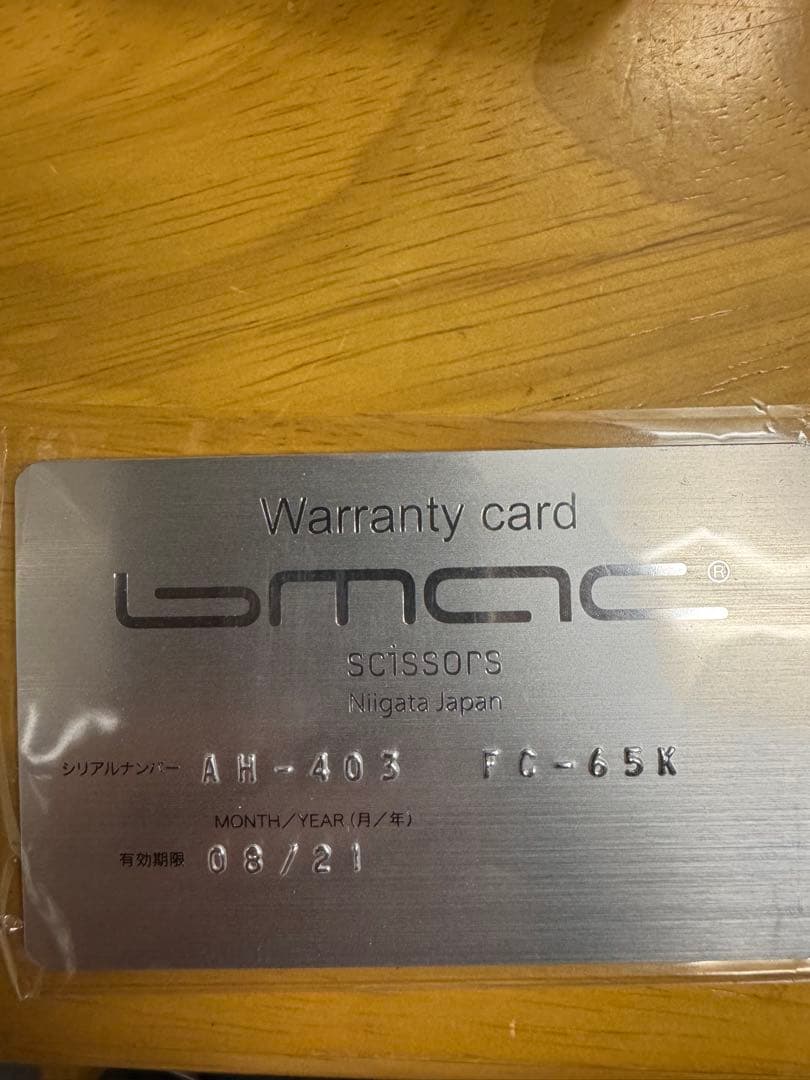 Warranty card
bmac®
scissors
Niigata Japan
シリアルナンバー AH-403 FC-65K
MONTH/YEAR(月/年)
有効期限 08/21